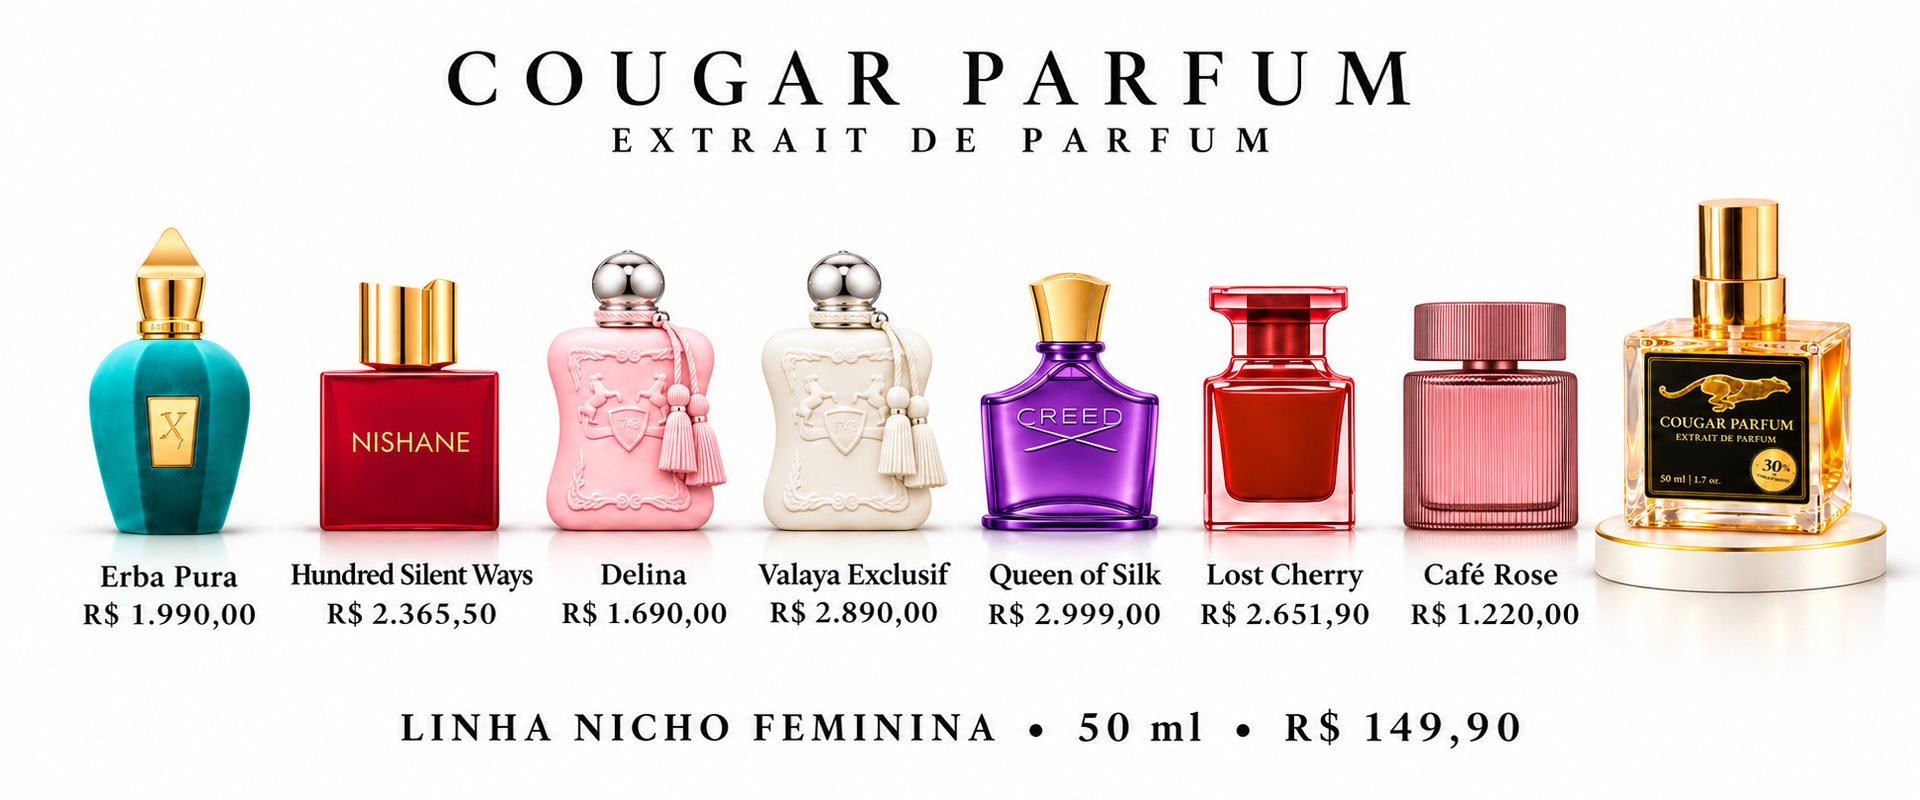 COUGAR PARFUM
EXTRAIT DE PARFUM
X
NISHANE
1743
1743
CREED
COUGAR PARFUM
EXTRAIT DE PARFUM
30%
50 ml | 1.7 oz.
Erba Pura
R$ 1.990,00
Hundred Silent Ways
R$ 2.365,50
Delina
R$ 1.690,00
Valaya Exclusif
R$ 2.890,00
Queen of Silk
R$ 2.999,00
Lost Cherry
R$ 2.651,90
Café Rose
R$ 1.220,00
LINHA NICHO FEMININA • 50 ml • R$ 149,90